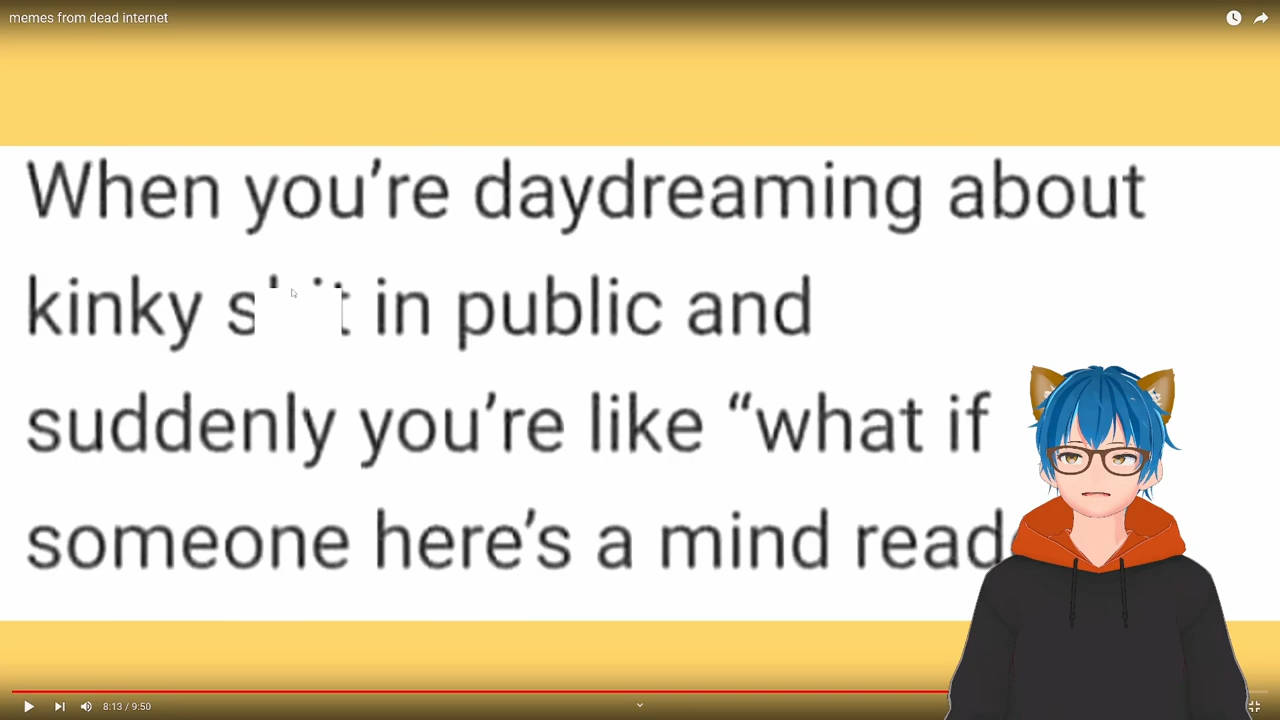 memes from dead internet
When you're daydreaming about
kinky s in public and
suddenly you're like “what if
someone here's a mind read
8:13 / 9:50